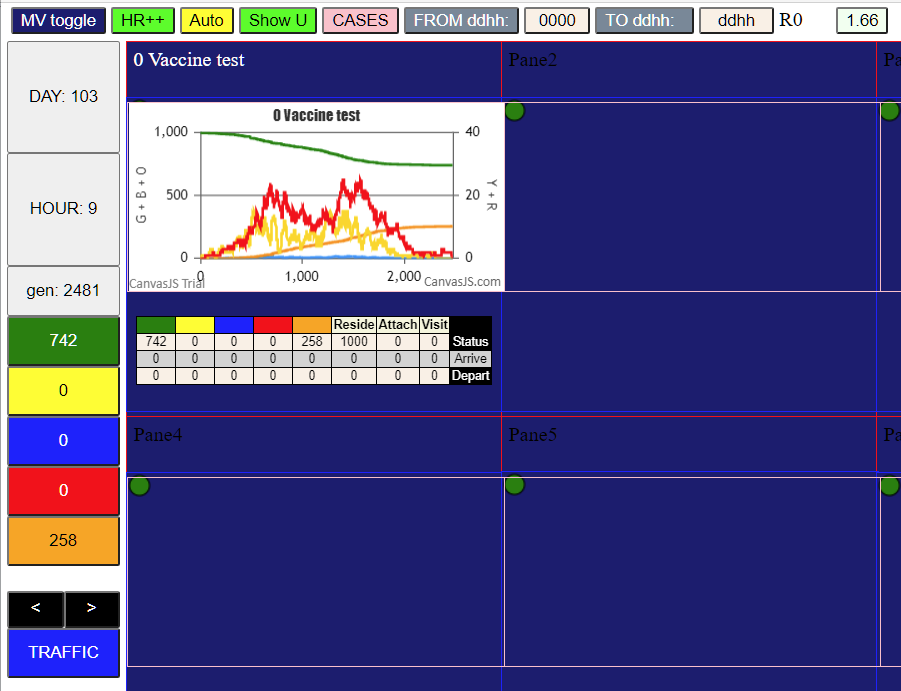 MV toggle HR++ Auto Show U CASES FROM ddhh: 0000 TO ddhh: ddhh R0 1.66
DAY: 103
HOUR: 9
gen: 2481
742
0
0
0
258
< >
TRAFFIC
0 Vaccine test
Pane2
Pa
0 Vaccine test
1,000 40
500 20
0 0
G + B + O
Y + R
0 1,000 2,000
CanvasJS Trial CanvasJS.com
Reside Attach Visit
742 0 0 0 258 1000 0 0 Status
0 0 0 0 0 0 0 0 Arrive
0 0 0 0 0 0 0 0 Depart
Pane4
Pane5
Pa